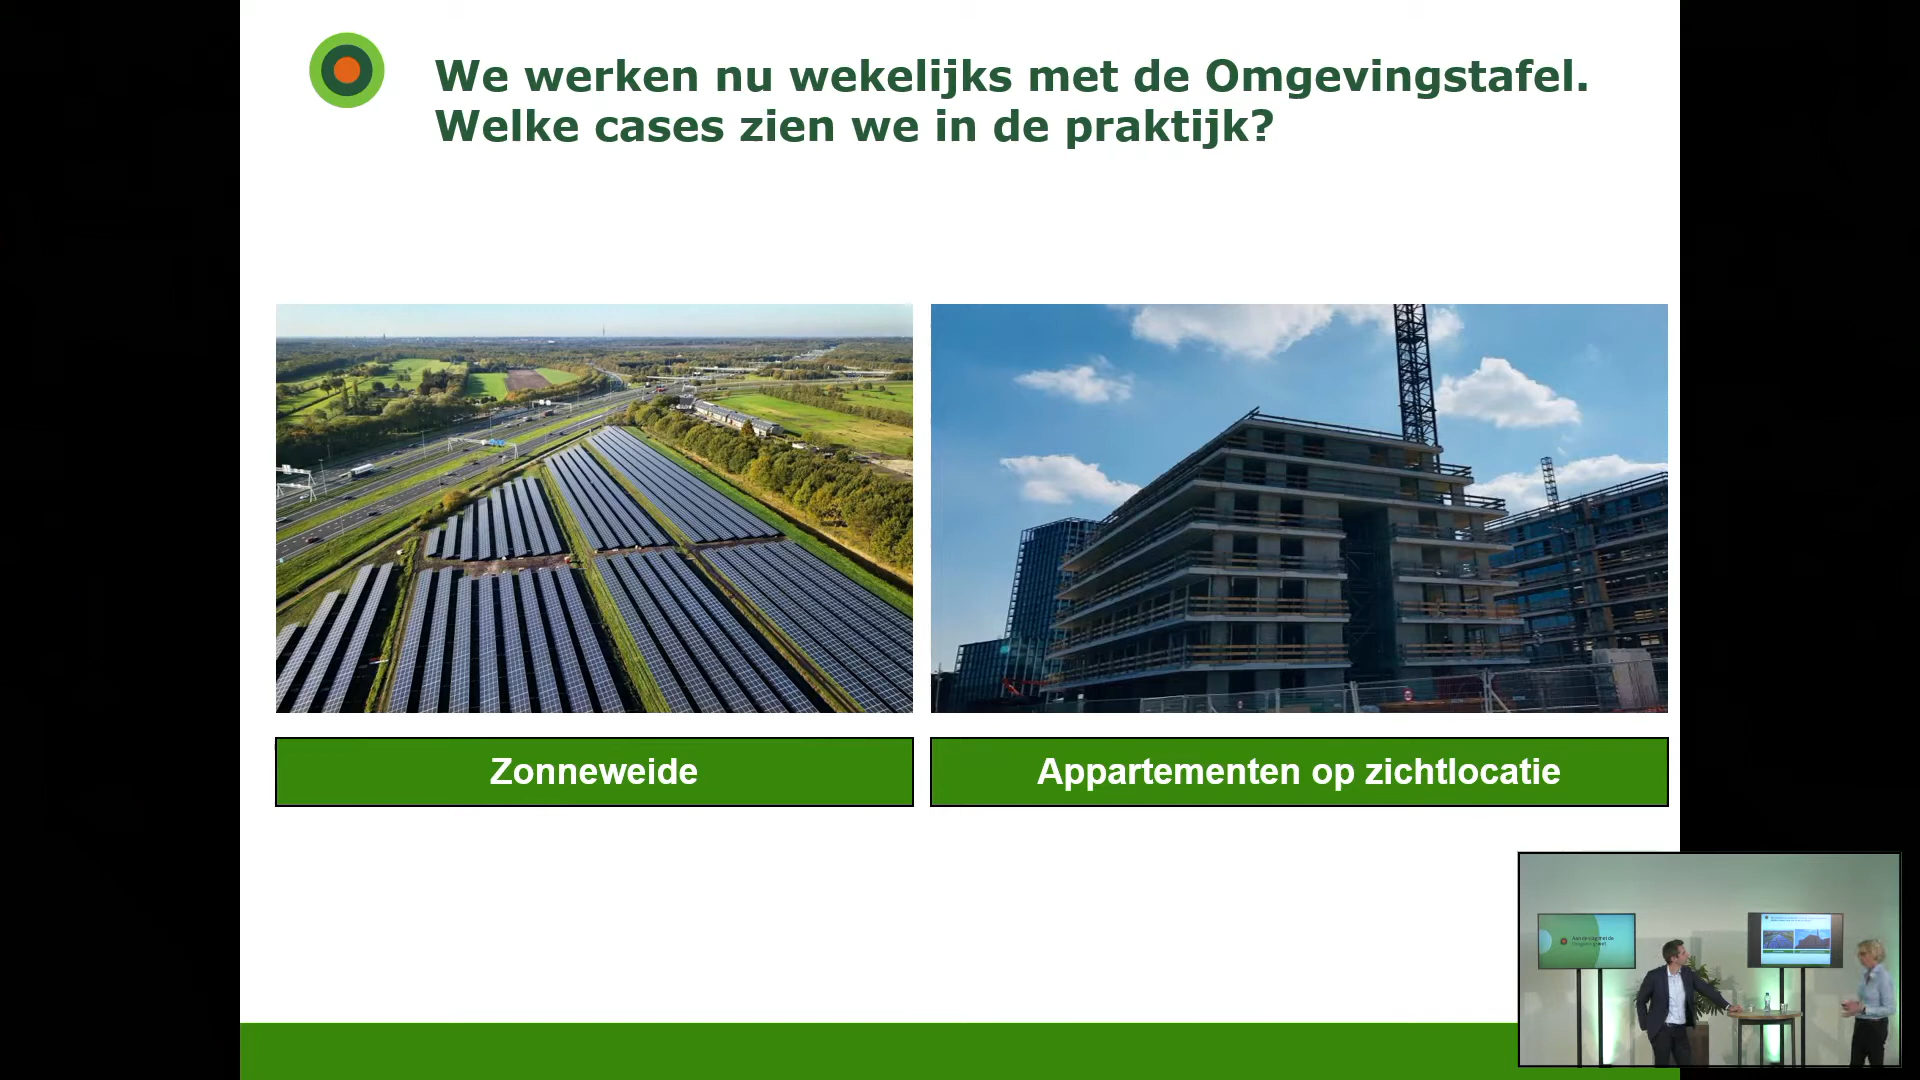 We werken nu wekelijks met de Omgevingstafel.
Welke cases zien we in de praktijk?
Zonneweide
Appartementen op zichtlocatie